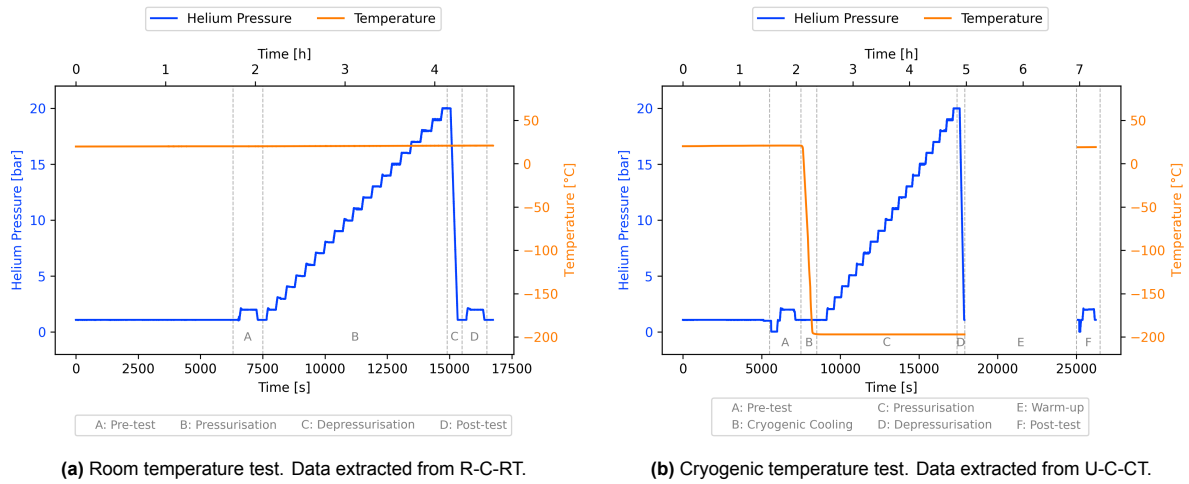 Helium Pressure Temperature
Time [h]
0 1 2 3 4
20 15 10 5 0
Helium Pressure [bar]
50 0 −50 −100 −150 −200
Temperature [°C]
A B C D
0 2500 5000 7500 10000 12500 15000 17500
Time [s]
A: Pre-test B: Pressurisation C: Depressurisation D: Post-test
(a) Room temperature test. Data extracted from R-C-RT.
Helium Pressure Temperature
Time [h]
0 1 2 3 4 5 6 7
20 15 10 5 0
Helium Pressure [bar]
50 0 −50 −100 −150 −200
Temperature [°C]
A B C D E F
0 5000 10000 15000 20000 25000
Time [s]
A: Pre-test C: Pressurisation E: Warm-up
B: Cryogenic Cooling D: Depressurisation F: Post-test
(b) Cryogenic temperature test. Data extracted from U-C-CT.